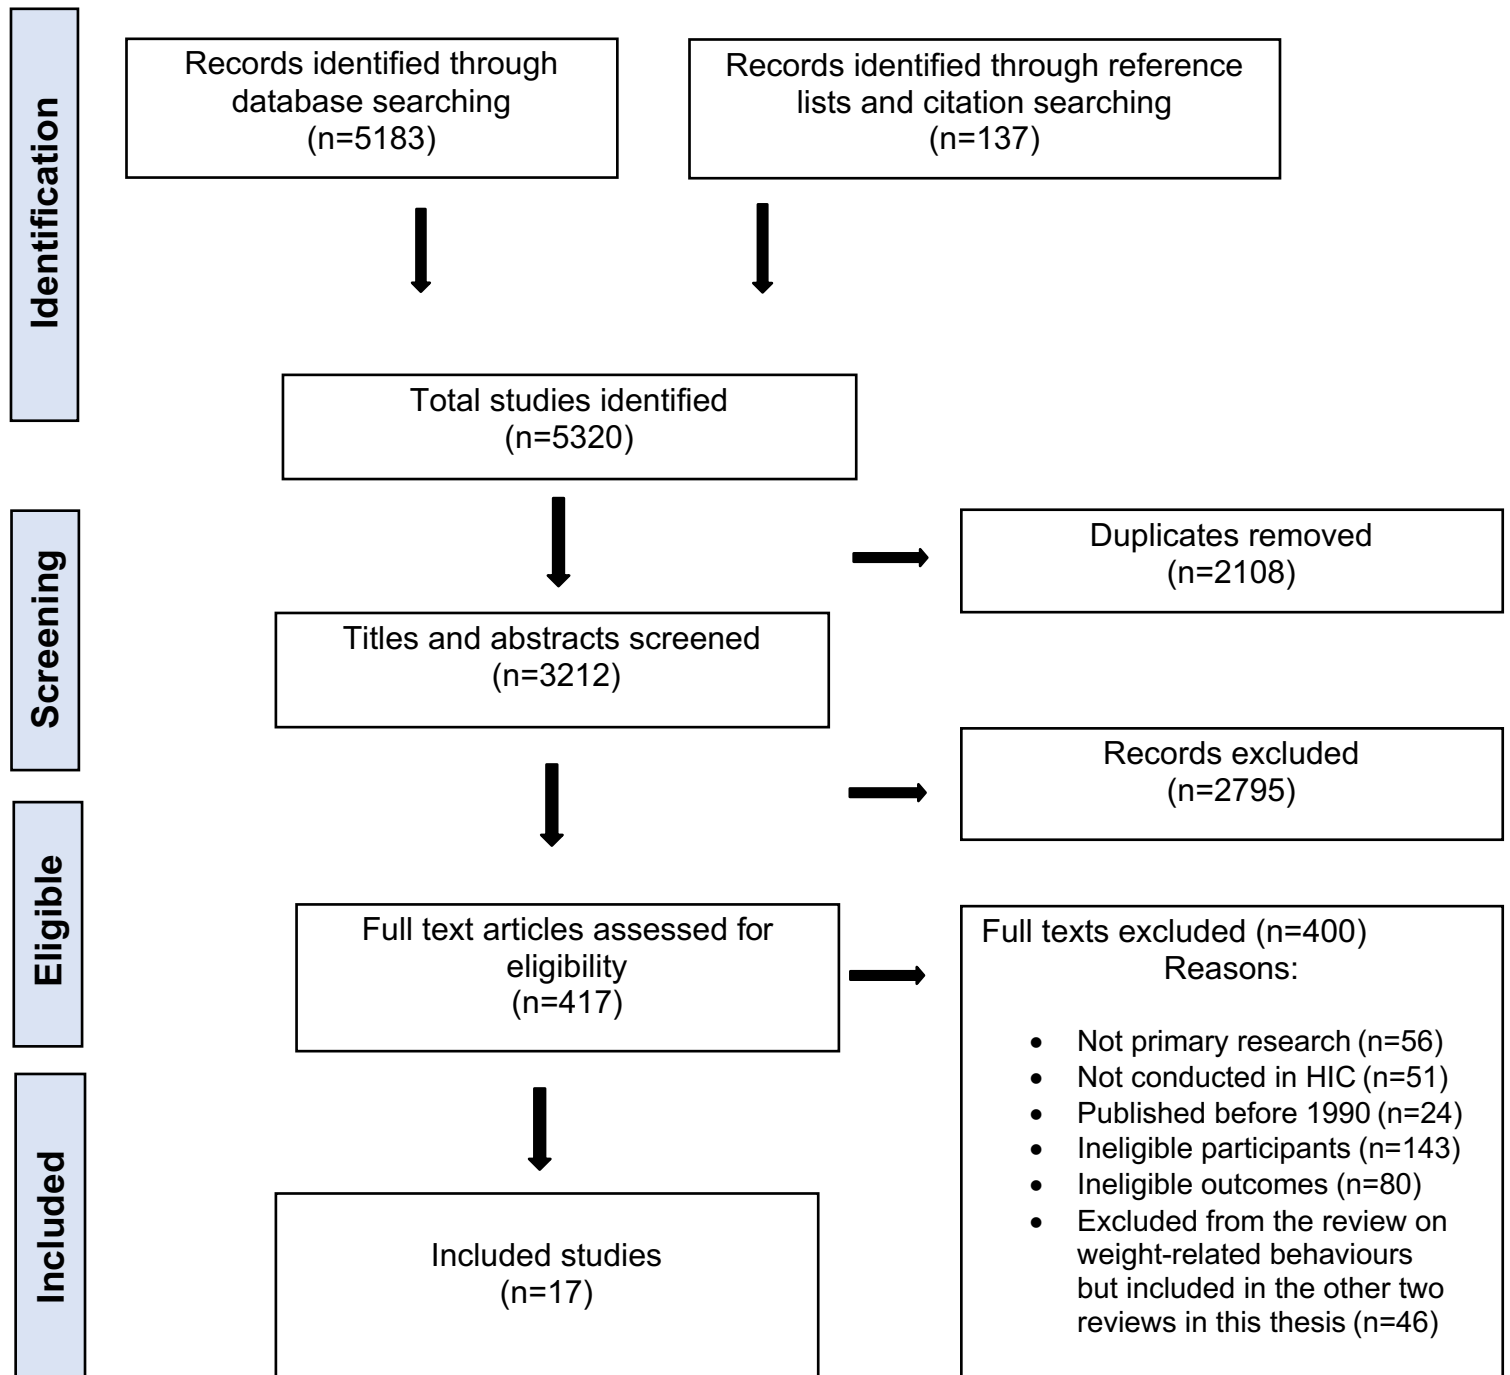 Identification
Records identified through
database searching
(n=5183)
Records identified through reference
lists and citation searching
(n=137)
Total studies identified
(n=5320)
Screening
Duplicates removed
(n=2108)
Titles and abstracts screened
(n=3212)
Records excluded
(n=2795)
Eligible
Full text articles assessed for
eligibility
(n=417)
Full texts excluded (n=400)
Reasons:
• Not primary research (n=56)
• Not conducted in HIC (n=51)
• Published before 1990 (n=24)
• Ineligible participants (n=143)
• Ineligible outcomes (n=80)
• Excluded from the review on
weight-related behaviours
but included in the other two
reviews in this thesis (n=46)
Included
Included studies
(n=17)